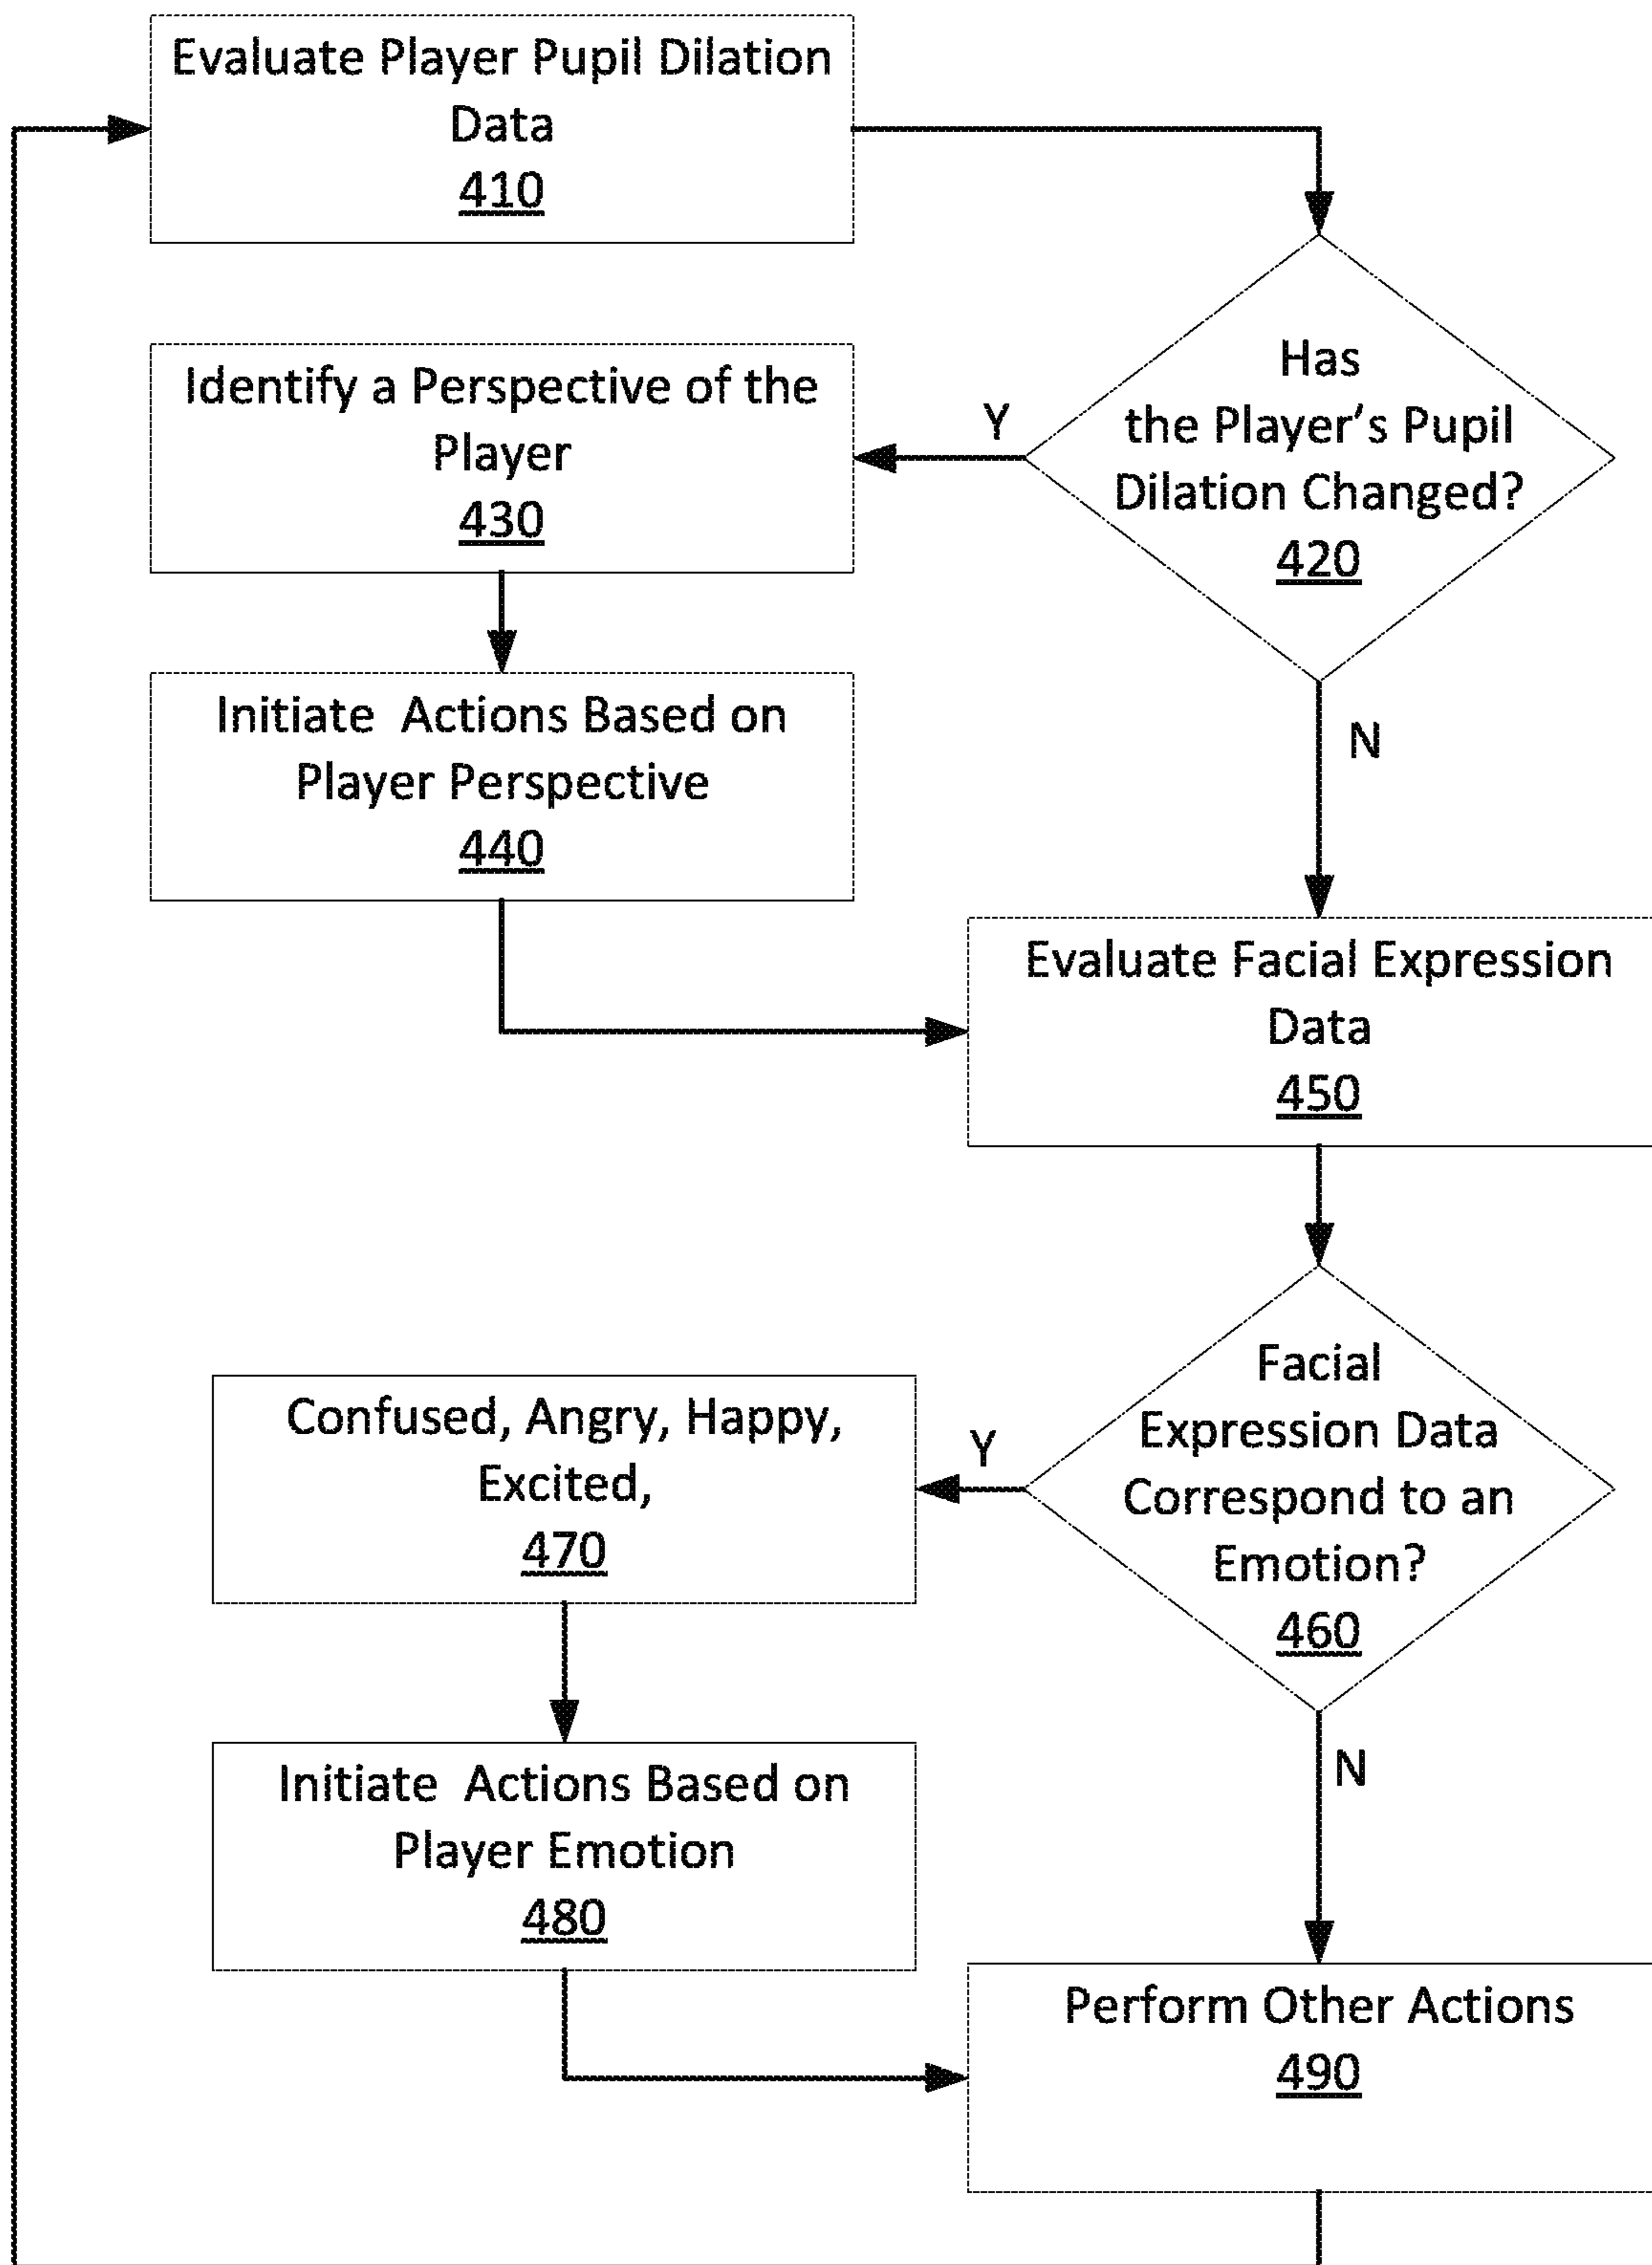 Evaluate Player Pupil Dilation
Data
410
Has
the Player's Pupil
Dilation Changed?
420
Y
N
Identify a Perspective of the
Player
430
Initiate  Actions Based on
Player Perspective
440
Evaluate Facial Expression
Data
450
Facial
Expression Data
Correspond to an
Emotion?
460
Y
N
Confused, Angry, Happy,
Excited,
470
Initiate  Actions Based on
Player Emotion
480
Perform Other Actions
490